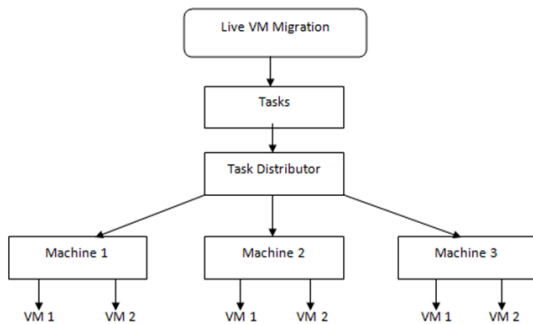 Live VM Migration
Tasks
Task Distributor
Machine 1
Machine 2
Machine 3
VM 1
VM 2
VM 1
VM 2
VM 1
VM 2